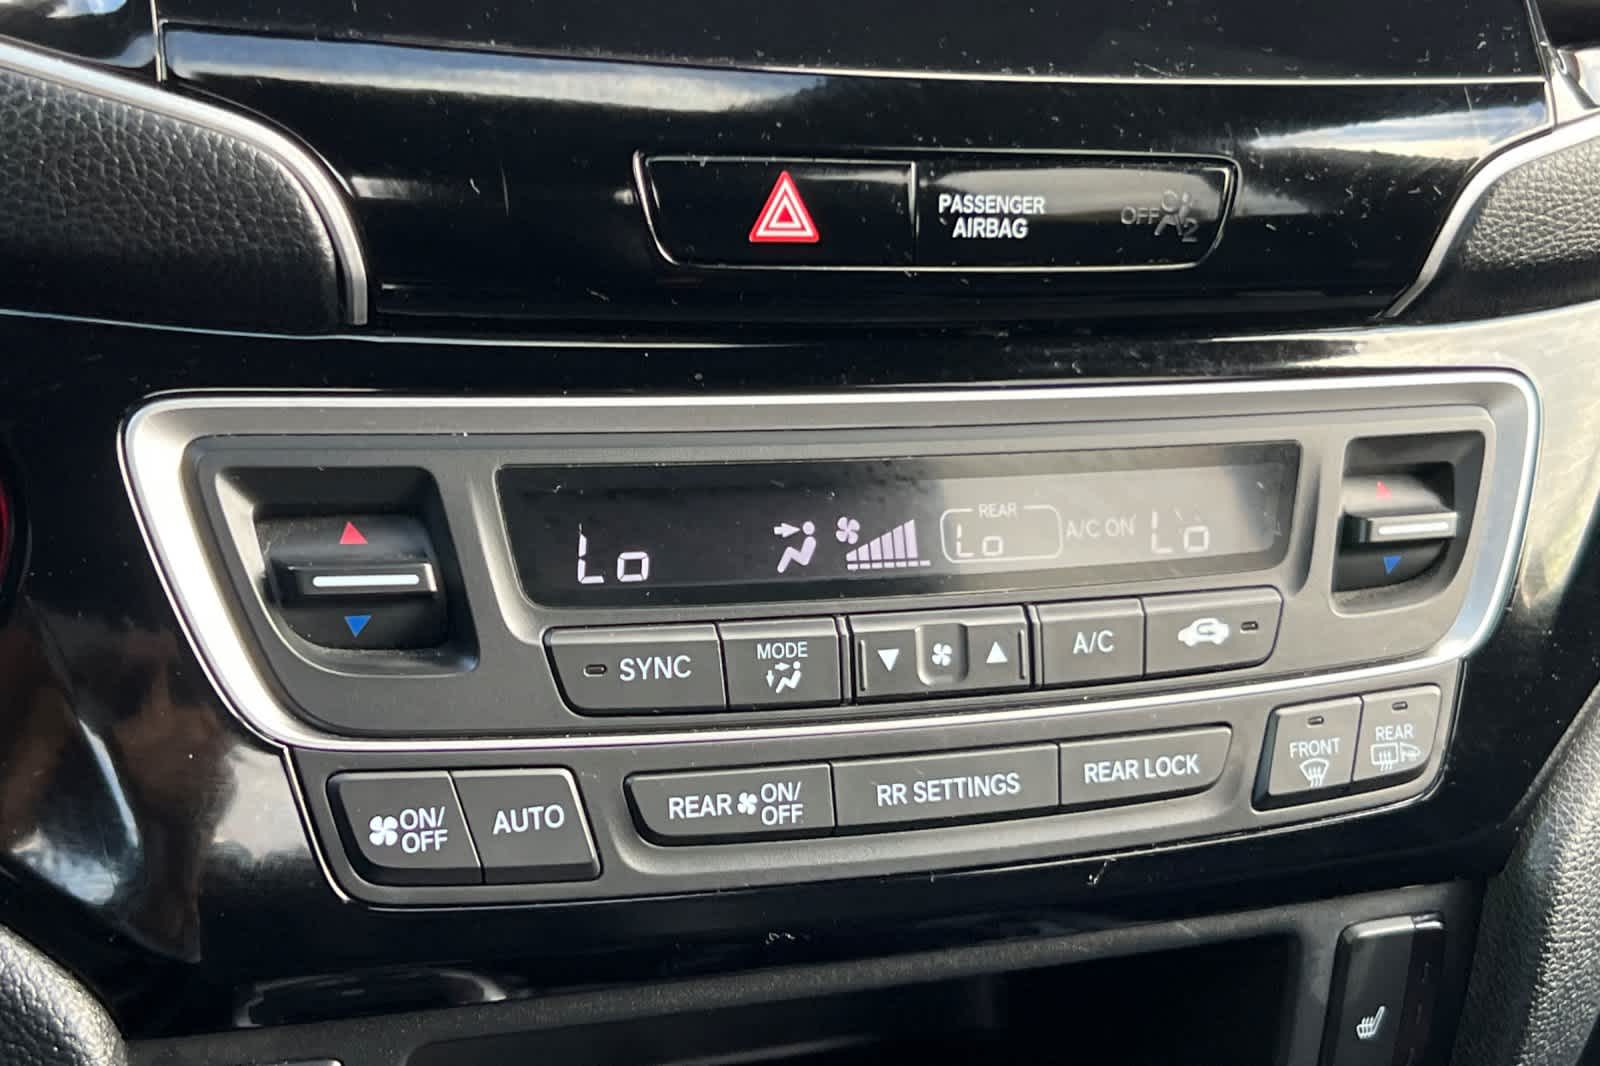 PASSENGER
AIRBAG
OFF
2
REAR
Lo
Lo
A/C ON
Lo
SYNC
MODE
A/C
ON/
OFF
AUTO
REAR
ON/
OFF
RR SETTINGS
REAR LOCK
FRONT
REAR